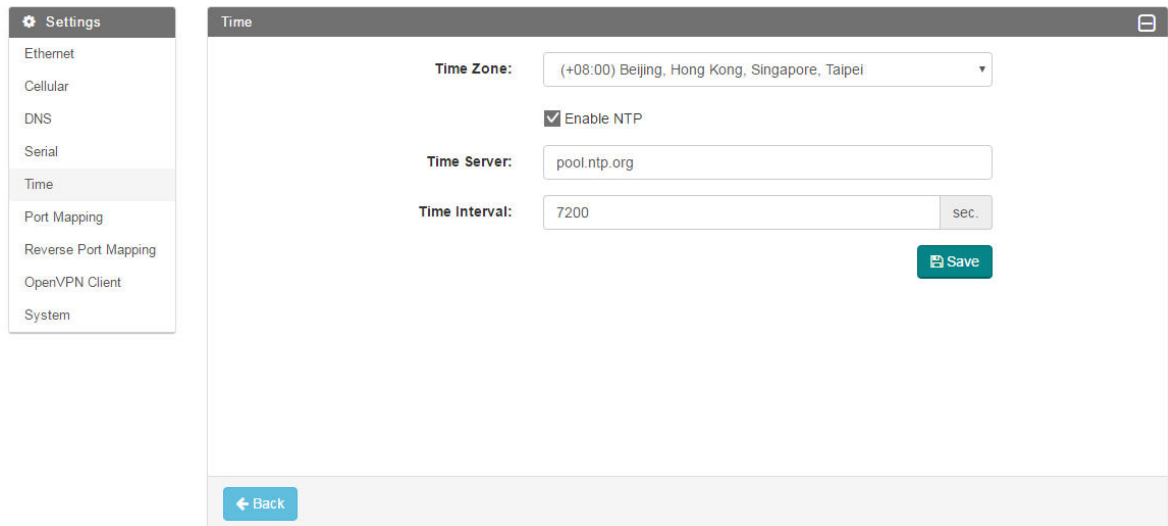 Settings
Ethernet
Cellular
DNS
Serial
Time
Port Mapping
Reverse Port Mapping
OpenVPN Client
System
Time
Time Zone: (+08:00) Beijing, Hong Kong, Singapore, Taipei
Enable NTP
Time Server: pool.ntp.org
Time Interval: 7200 sec.
Save
Back